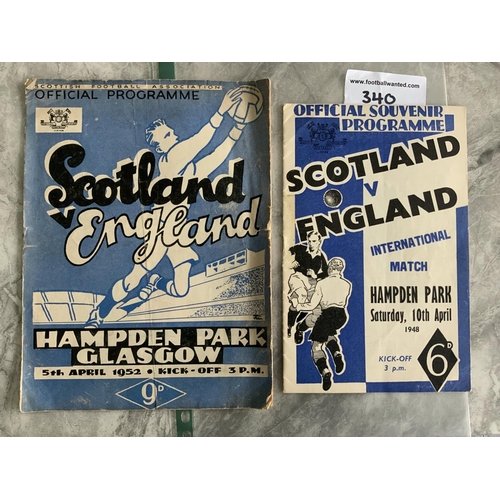 SCOTTISH FOOTBALL ASSOCIATION
OFFICIAL PROGRAMME
Scotland
v
England
HAMPDEN PARK
GLASGOW
5th APRIL 1952 • KICK-OFF 3 P.M.
9D
www.footballwanted.com
340
OFFICIAL SOUVENIR
PROGRAMME
SCOTLAND
V
ENGLAND
INTERNATIONAL
MATCH
HAMPDEN PARK
Saturday, 10th April
1948
KICK-OFF
3 p.m.
6D